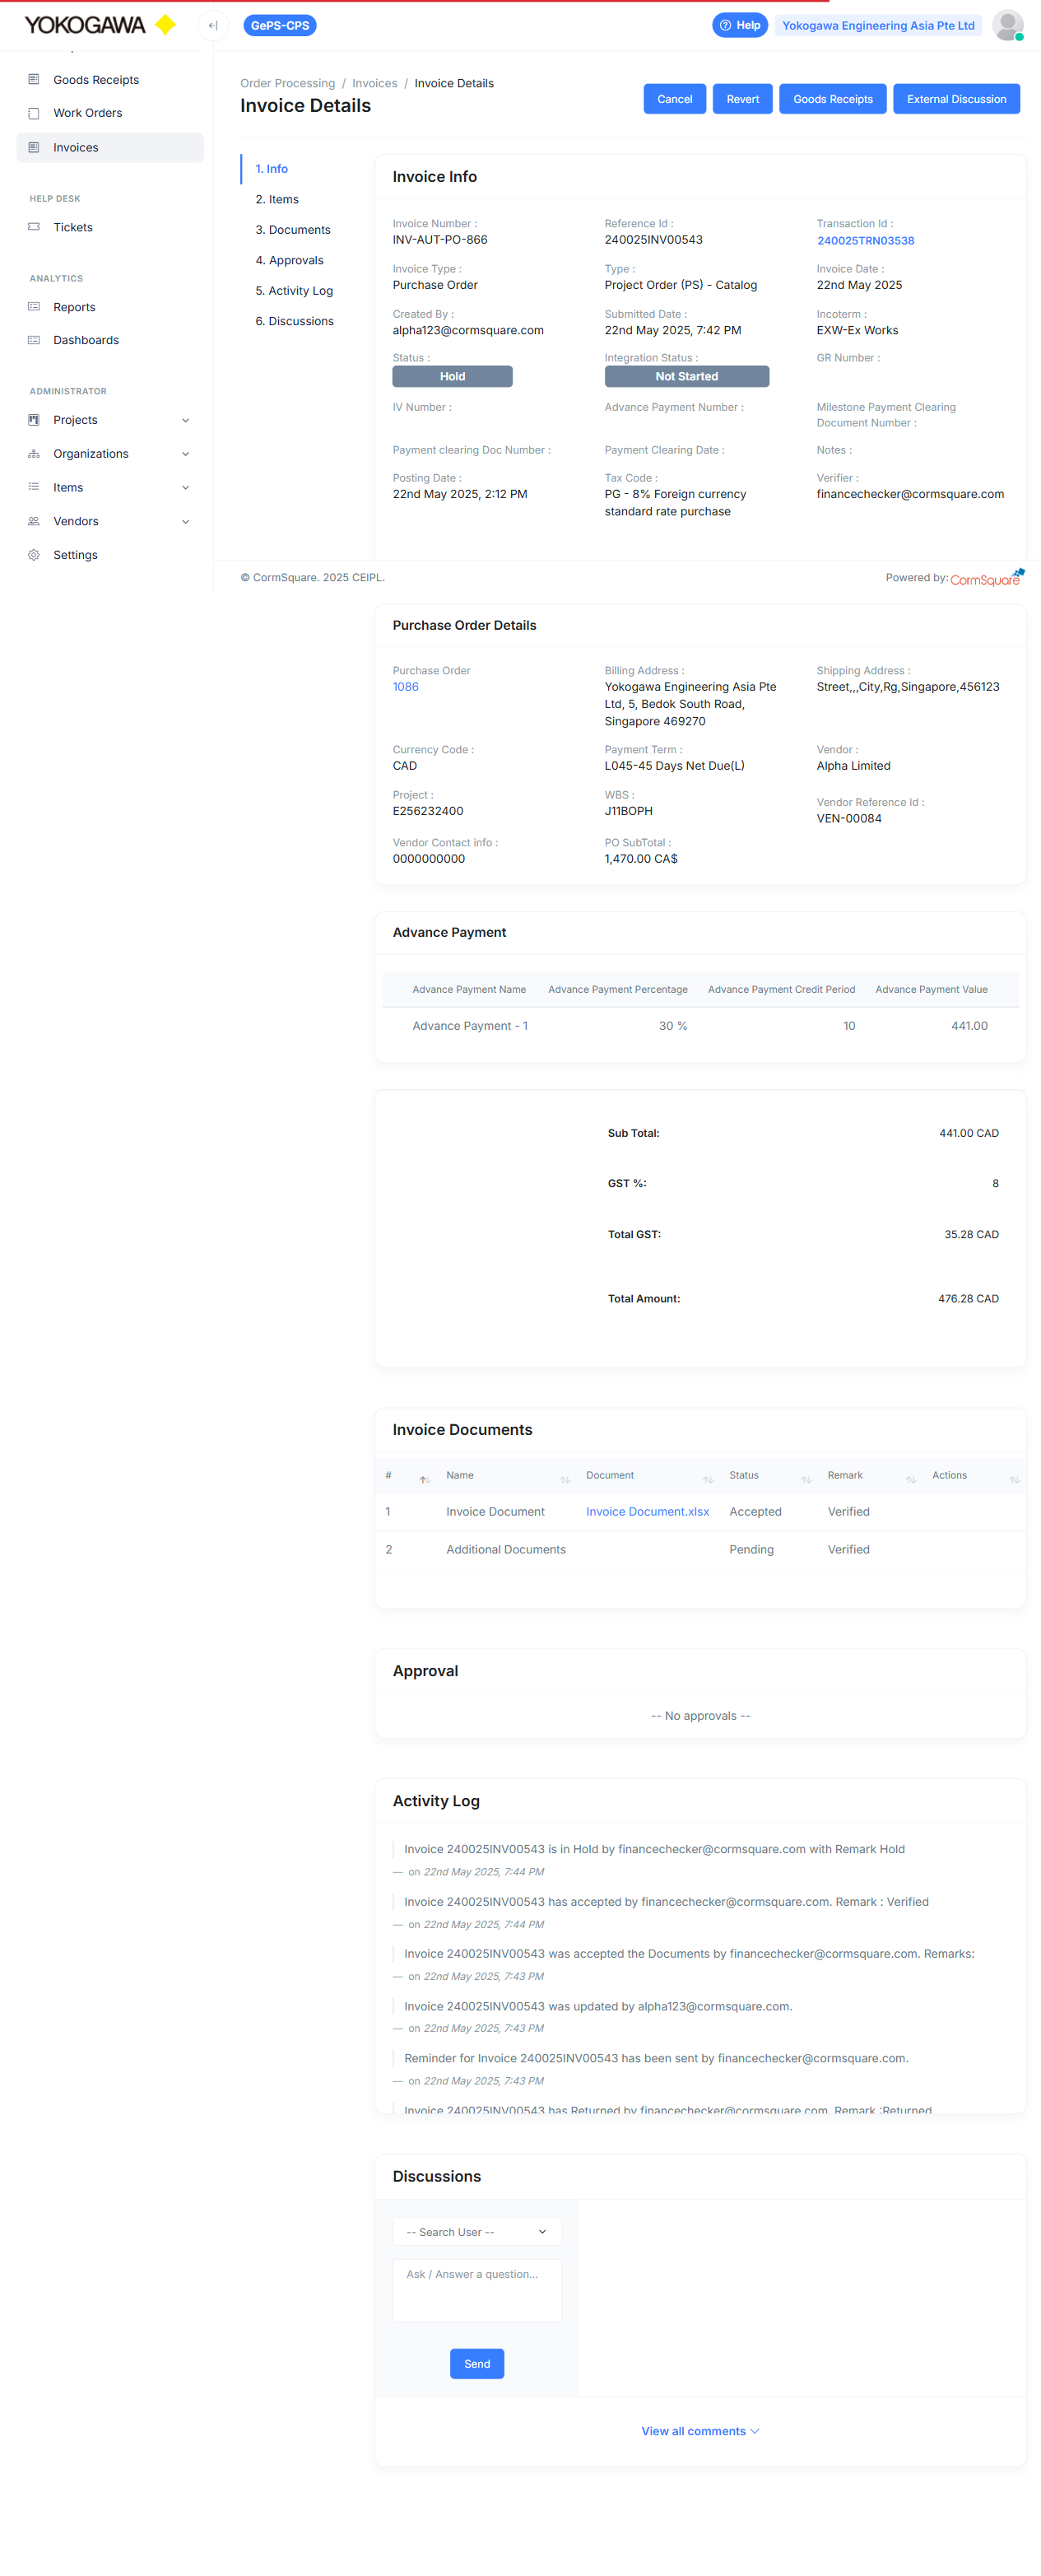 YOKOGAWA
GePS-CPS
Help
Yokogawa Engineering Asia Pte Ltd
Goods Receipts
Work Orders
Invoices
HELP DESK
Tickets
ANALYTICS
Reports
Dashboards
ADMINISTRATOR
Projects
Organizations
Items
Vendors
Settings
Order Processing / Invoices / Invoice Details
Invoice Details
Cancel
Revert
Goods Receipts
External Discussion
1. Info
2. Items
3. Documents
4. Approvals
5. Activity Log
6. Discussions
Invoice Info
Invoice Number :
INV-AUT-PO-866
Reference Id :
240025INV00543
Transaction Id :
240025TRN03538
Invoice Type :
Purchase Order
Type :
Project Order (PS) - Catalog
Invoice Date :
22nd May 2025
Created By :
alpha123@cormsquare.com
Submitted Date :
22nd May 2025, 7:42 PM
Incoterm :
EXW-Ex Works
Status :
Hold
Integration Status :
Not Started
GR Number :
IV Number :
Advance Payment Number :
Milestone Payment Clearing
Document Number :
Payment clearing Doc Number :
Payment Clearing Date :
Notes :
Posting Date :
22nd May 2025, 2:12 PM
Tax Code :
PG - 8% Foreign currency
standard rate purchase
Verifier :
financechecker@cormsquare.com
© CormSquare. 2025 CEIPL.
Powered by: CormSquare
Purchase Order Details
Purchase Order
1086
Billing Address :
Yokogawa Engineering Asia Pte
Ltd, 5, Bedok South Road,
Singapore 469270
Shipping Address :
Street,,,City,Rg,Singapore,456123
Currency Code :
CAD
Payment Term :
L045-45 Days Net Due(L)
Vendor :
Alpha Limited
Project :
E256232400
WBS :
J11BOPH
Vendor Reference Id :
VEN-00084
Vendor Contact info :
0000000000
PO SubTotal :
1,470.00 CA$
Advance Payment
Advance Payment Name Advance Payment Percentage Advance Payment Credit Period Advance Payment Value
Advance Payment - 1 30 % 10 441.00
Sub Total: 441.00 CAD
GST %: 8
Total GST: 35.28 CAD
Total Amount: 476.28 CAD
Invoice Documents
# Name Document Status Remark Actions
1 Invoice Document Invoice Document.xlsx Accepted Verified
2 Additional Documents Pending Verified
Approval
-- No approvals --
Activity Log
Invoice 240025INV00543 is in Hold by financechecker@cormsquare.com with Remark Hold
— on 22nd May 2025, 7:44 PM
Invoice 240025INV00543 has accepted by financechecker@cormsquare.com. Remark : Verified
— on 22nd May 2025, 7:44 PM
Invoice 240025INV00543 was accepted the Documents by financechecker@cormsquare.com. Remarks:
— on 22nd May 2025, 7:43 PM
Invoice 240025INV00543 was updated by alpha123@cormsquare.com.
— on 22nd May 2025, 7:43 PM
Reminder for Invoice 240025INV00543 has been sent by financechecker@cormsquare.com.
— on 22nd May 2025, 7:43 PM
Invoice 240025INV00543 has Returned by financechecker@cormsquare.com. Remark :Returned
Discussions
-- Search User --
Ask / Answer a question...
Send
View all comments